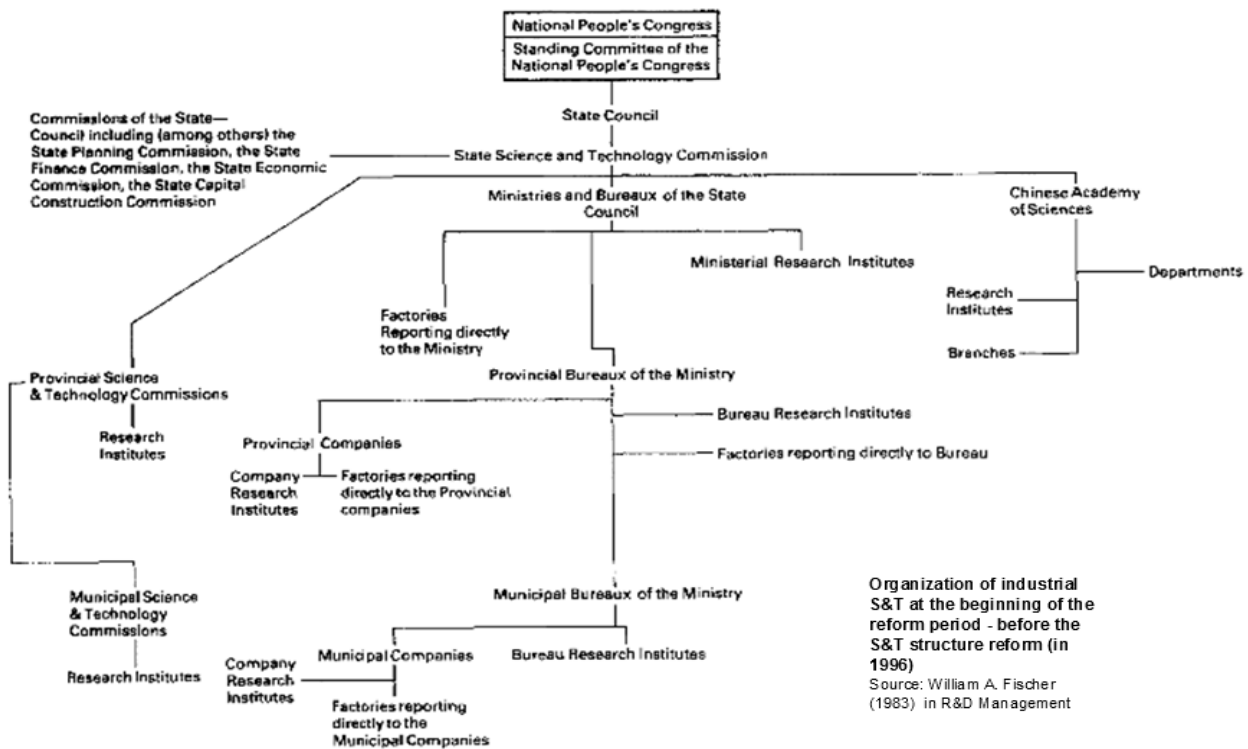 National People's Congress
Standing Committee of the
National People's Congress
State Council
Commissions of the State—
Council including (among others) the
State Planning Commission, the State
Finance Commission, the State Economic
Commission, the State Capital
Construction Commission
State Science and Technology Commission
Ministries and Bureaux of the State
Council
Chinese Academy
of Sciences
Ministerial Research Institutes
Departments
Research
Institutes
Branches
Factories
Reporting directly
to the Ministry
Provincial Science
& Technology Commissions
Provincial Bureaux of the Ministry
Research
Institutes
Bureau Research Institutes
Provincial Companies
Factories reporting directly to Bureau
Company
Research
Institutes
Factories reporting
directly to the Provincial
companies
Municipal Science
& Technology
Commissions
Municipal Bureaux of the Ministry
Research Institutes
Municipal Companies
Bureau Research Institutes
Company
Research
Institutes
Factories reporting
directly to the
Municipal Companies
Organization of industrial
S&T at the beginning of the
reform period - before the
S&T structure reform (in
1996)
Source: William A. Fischer
(1983) in R&D Management